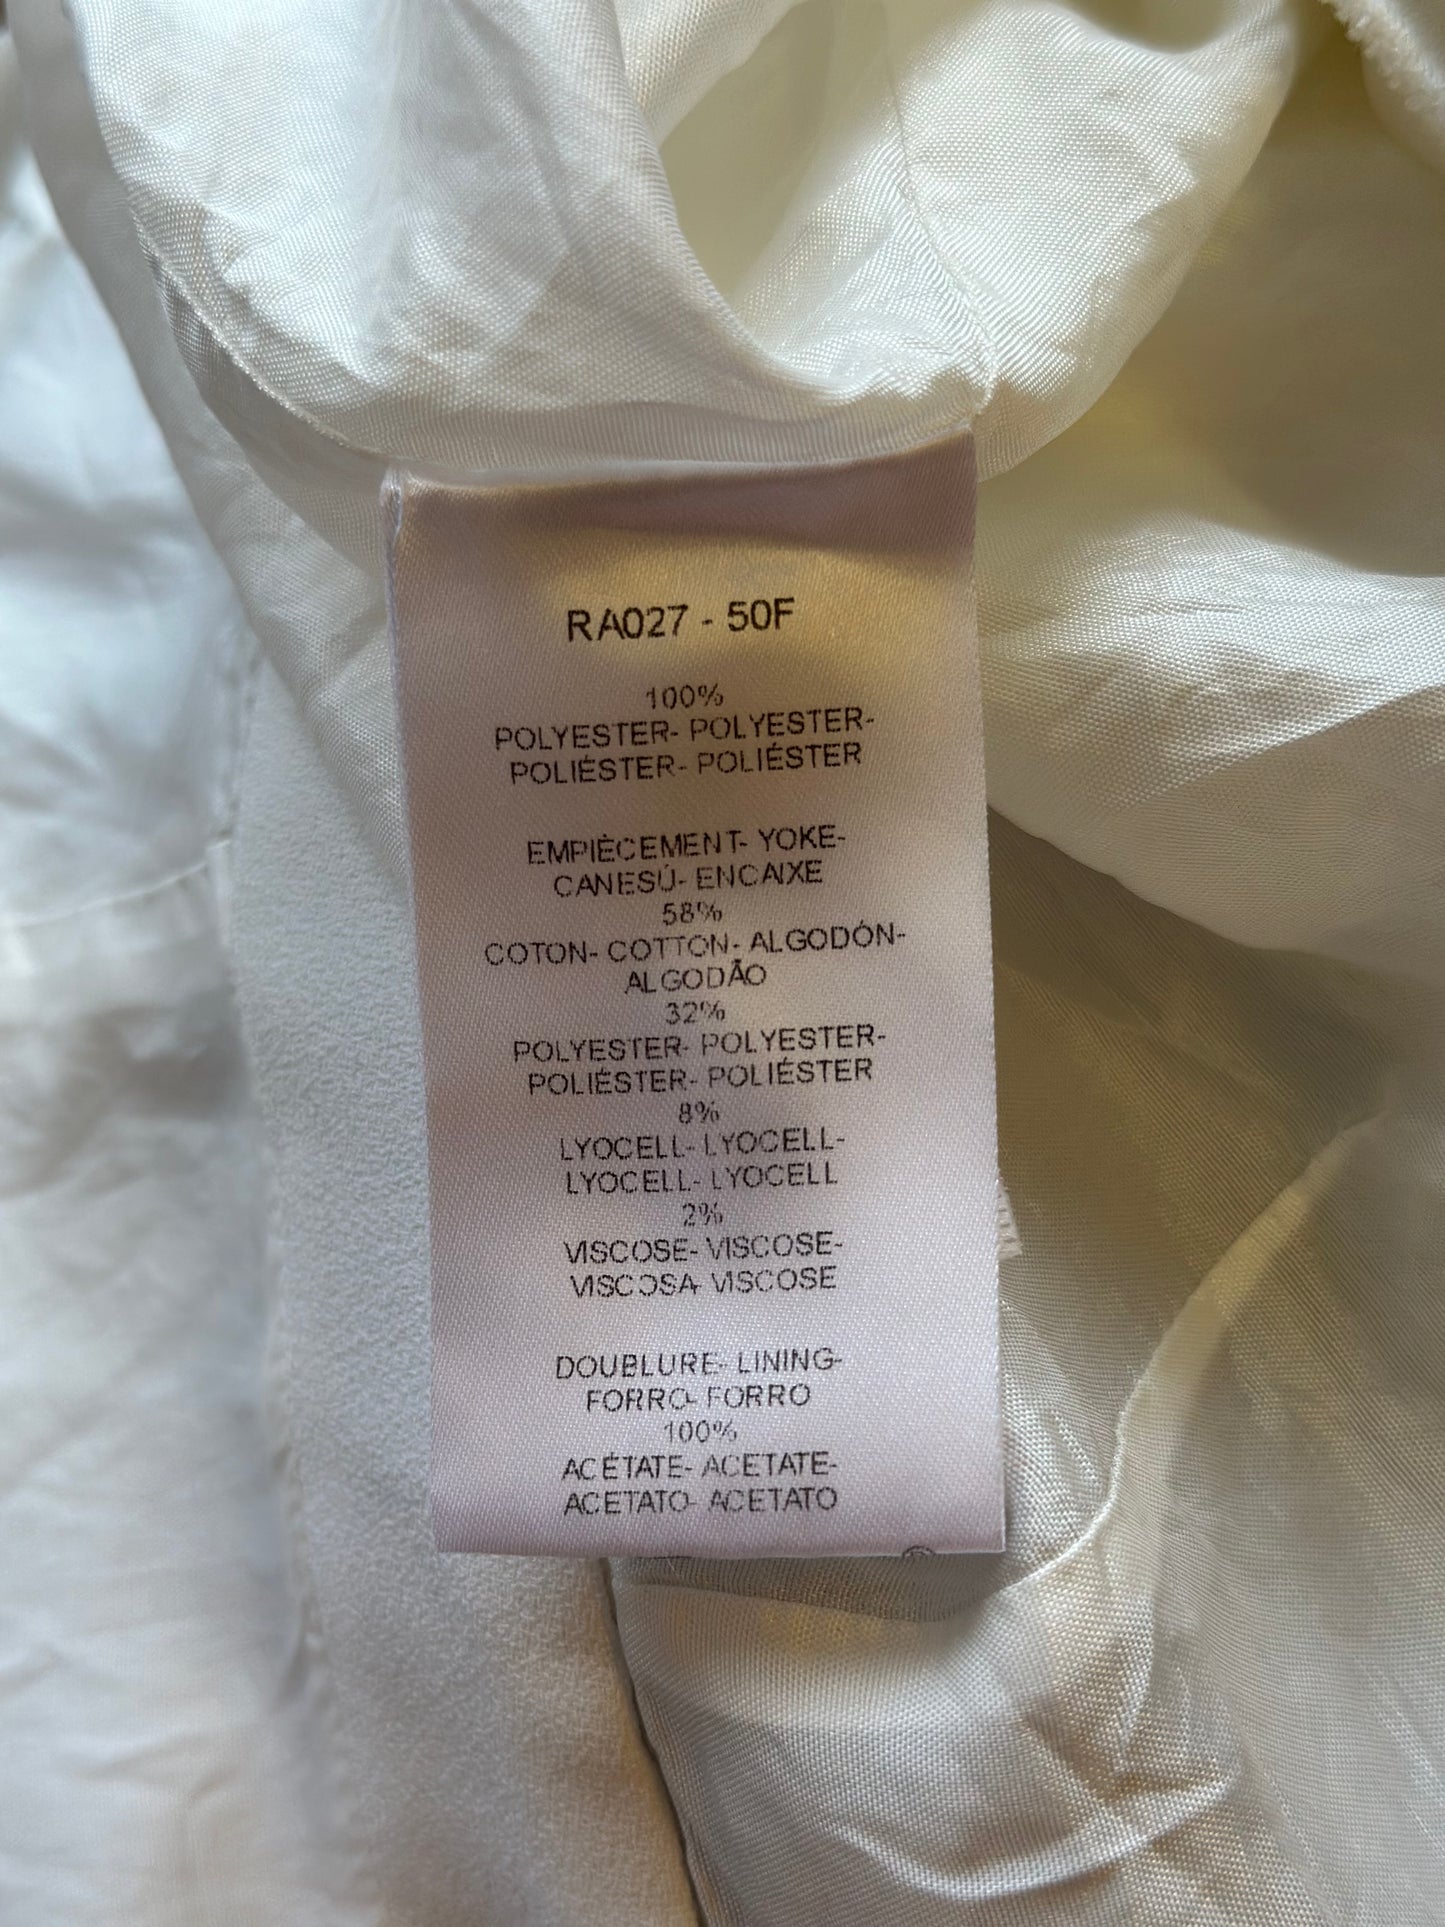 RA027 - 50F
100%
POLYESTER- POLYESTER-
POLIÉSTER- POLIÉSTER
EMPIÈCEMENT- YOKE-
CANESÚ- ENCAIXE
58%
COTON- COTTON- ALGODÓN-
ALGODÃO
32%
POLYESTER- POLYESTER-
POLIÉSTER- POLIÉSTER
8%
LYOCELL- LYOCELL-
LYOCELL- LYOCELL
2%
VISCOSE- VISCOSE-
VISCOSA- VISCOSE
DOUBLURE- LINING-
FORRO- FORRO
100%
ACÉTATE- ACETATE-
ACETATO- ACETATO